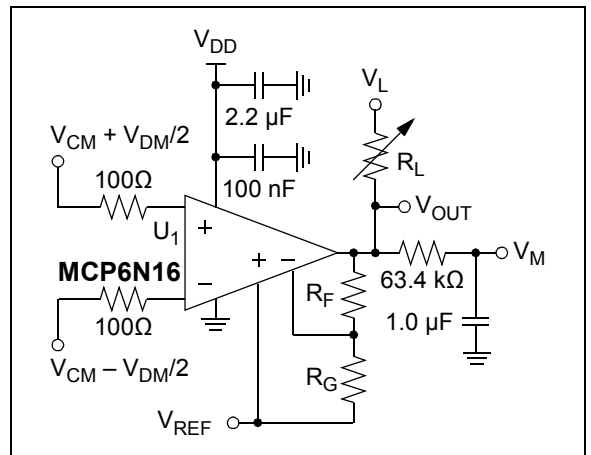 V_DD
V_L
2.2 µF
V_CM + V_DM/2
100Ω
100 nF
R_L
V_OUT
U_1
+
+ −
V_M
MCP6N16
−
R_F
63.4 kΩ
100Ω
1.0 µF
V_CM − V_DM/2
R_G
V_REF